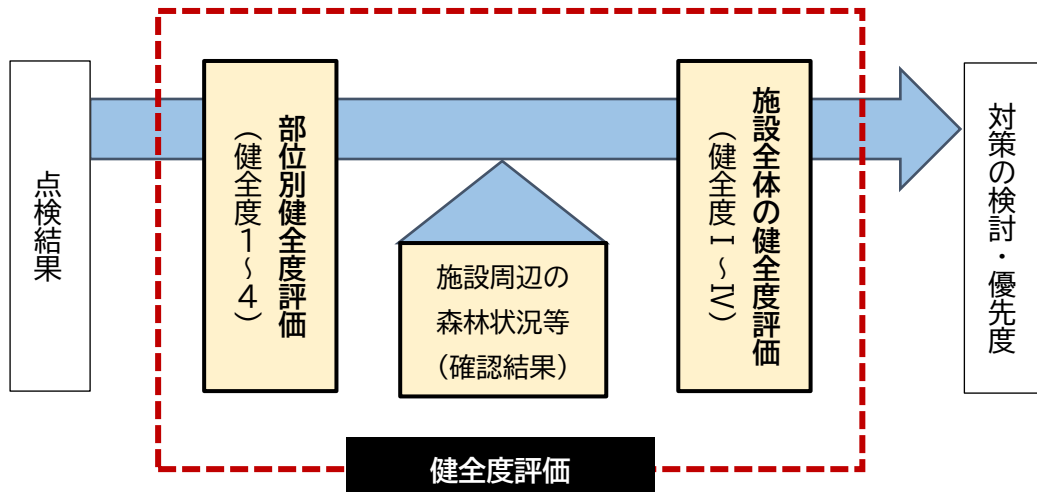 点検結果
部位別健全度評価
（健全度１～４）
施設周辺の
森林状況等
（確認結果）
施設全体の健全度評価
（健全度Ⅰ～Ⅳ）
対策の検討・優先度
健全度評価